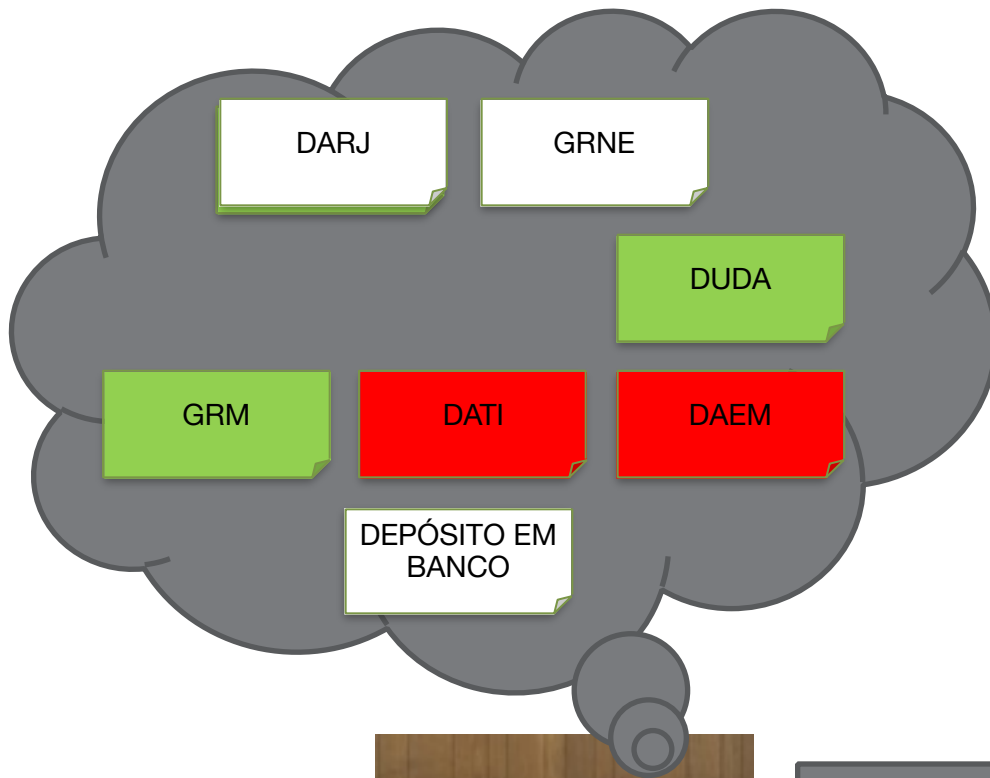 DARJ
GRNE
DUDA
GRM
DATI
DAEM
DEPÓSITO EM
BANCO